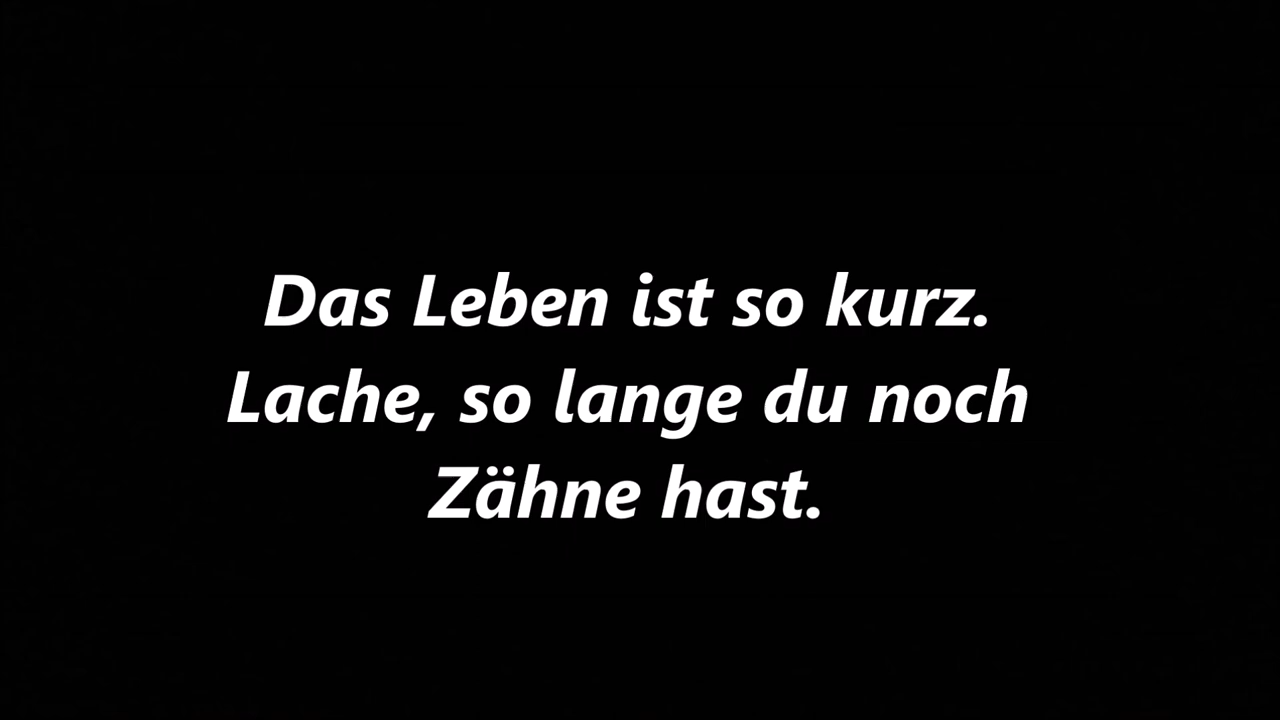 Das Leben ist so kurz.
Lache, so lange du noch
Zähne hast.